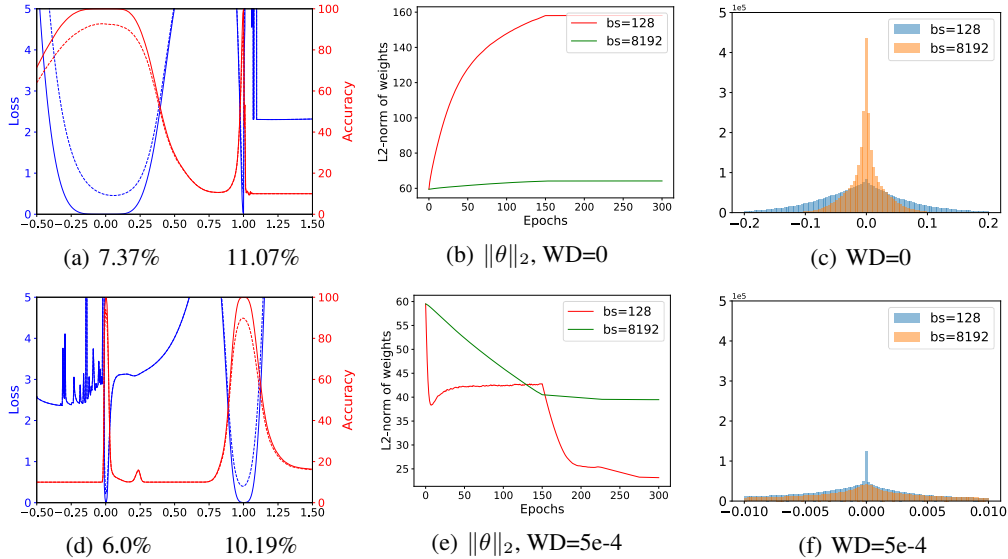 5
4
3
2
1
0
Loss
100
80
60
40
20
0
Accuracy
−0.50 −0.25 0.00 0.25 0.50 0.75 1.00 1.25 1.50
(a) 7.37% 11.07%
160
140
120
100
80
60
L2-norm of weights
bs=128
bs=8192
0 50 100 150 200 250 300
Epochs
(b) ‖θ‖₂, WD=0
1e5
5
4
3
2
1
0
bs=128
bs=8192
−0.2 −0.1 0.0 0.1 0.2
(c) WD=0
5
4
3
2
1
0
Loss
100
80
60
40
20
0
Accuracy
−0.50 −0.25 0.00 0.25 0.50 0.75 1.00 1.25 1.50
(d) 6.0% 10.19%
60
55
50
45
40
35
30
25
L2-norm of weights
bs=128
bs=8192
0 50 100 150 200 250 300
Epochs
(e) ‖θ‖₂, WD=5e-4
1e5
5
4
3
2
1
0
bs=128
bs=8192
−0.010 −0.005 0.000 0.005 0.010
(f) WD=5e-4